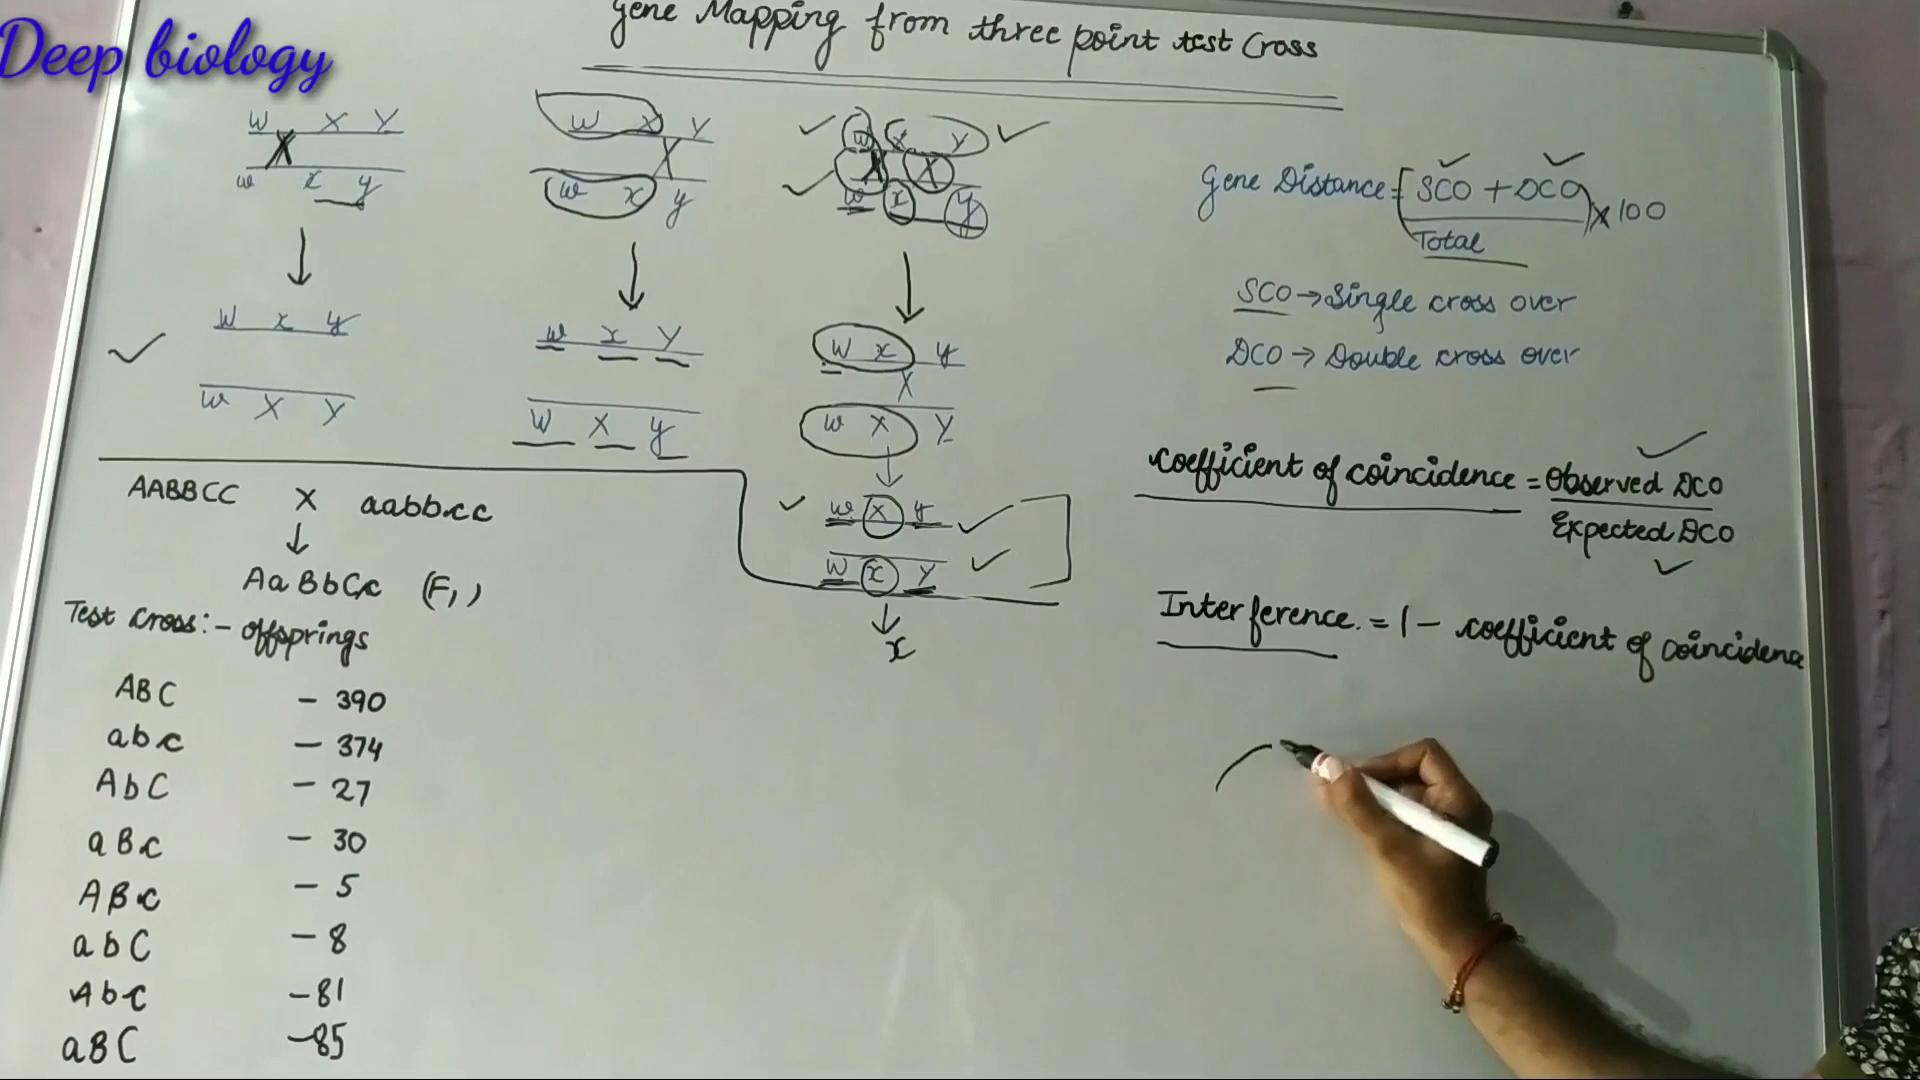 Deep biology
Gene Mapping from three point test cross
W X Y
w x y
W x y
w X Y
W X Y
w x y
w x Y
W X y
W X Y
w x y
W x y
w X Y
w X y
W x Y
x
Gene Distance = [SCO + DCO / Total] × 100
SCO → Single cross over
DCO → Double cross over
coefficient of coincidence = Observed DCO / Expected DCO
Interference = 1 - coefficient of coincidenc
AABBCC X aabbcc
AaBbCc (F1)
Test cross:- offsprings
ABC - 390
abc - 374
AbC - 27
aBc - 30
ABc - 5
abC - 8
Abc - 81
aBC - 85